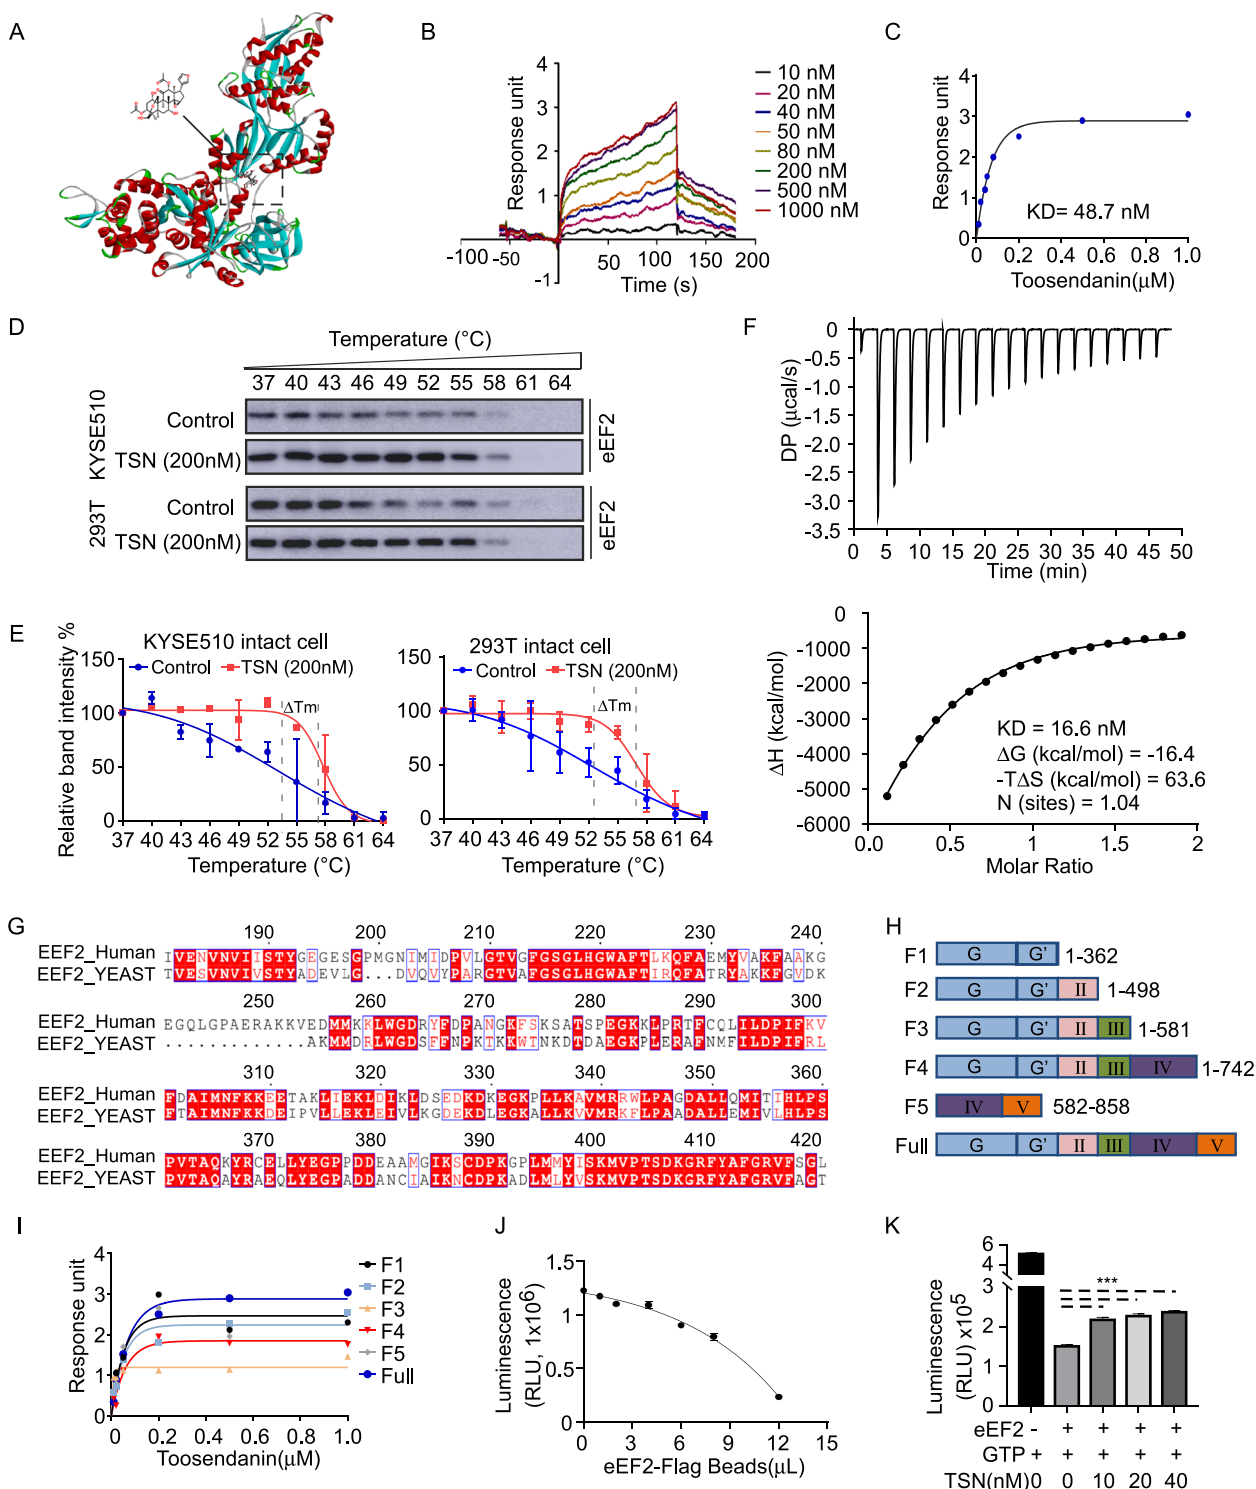 A
B
Response unit
4
3
2
1
-1
-100
-50
50
100
150
200
Time (s)
10 nM
20 nM
40 nM
50 nM
80 nM
200 nM
500 nM
1000 nM
C
Response unit
4
3
2
1
0
KD= 48.7 nM
0
0.2
0.4
0.6
0.8
1.0
Toosendanin(μM)
D
Temperature (°C)
37 40 43 46 49 52 55 58 61 64
KYSE510
Control
TSN (200nM)
eEF2
293T
Control
TSN (200nM)
eEF2
E
Relative band intensity %
KYSE510 intact cell
Control
TSN (200nM)
ΔTm
150
100
50
0
37 40 43 46 49 52 55 58 61 64
Temperature (°C)
293T intact cell
Control
TSN (200nM)
ΔTm
150
100
50
0
37 40 43 46 49 52 55 58 61 64
Temperature (°C)
F
DP (μcal/s)
0
-0.5
-1.0
-1.5
-2.0
-2.5
-3.0
-3.5
0 5 10 15 20 25 30 35 40 45 50
Time (min)
ΔH (kcal/mol)
0
-1000
-2000
-3000
-4000
-5000
-6000
KD = 16.6 nM
ΔG (kcal/mol) = -16.4
-TΔS (kcal/mol) = 63.6
N (sites) = 1.04
0.0 0.5 1.0 1.5 2
Molar Ratio
G
190 200 210 220 230 240
EEF2_Human IVENVNVIISTYGEGESGPMGNIMIDPVLGTVGFGSGLHGWAFTLKQFAEMYVAKFAAKG
EEF2_YEAST TVESVNVIVSTYADEVLG...DVQVYPARGTVAFGSGLHGWAFTIRQFATRYAKKFGVDK
250 260 270 280 290 300
EEF2_Human EGQLGPAERAKKVEDMMKKLWGDRYFDPANGKFSKSATSPEGKKLPRTFCQLILDPIFKV
EEF2_YEAST .............AKMMDRLWGDSFFNPKTKKWTNKDTDAEGKPLERAFNMFILDPIFRL
310 320 330 340 350 360
EEF2_Human FDAIMNFKKEETAKLIEKLDIKLDSEDKDKEGKPLLKAVMRRWLPAGDALLQMITIHLPS
EEF2_YEAST FTAIMNFKKDEIPVLLEKLEIVLKGDEKDLEGKALLKVVMRKFLPAADALLEMIVLHLPS
370 380 390 400 410 420
EEF2_Human PVTAQKYRCELLYEGPPDDEAAMGIKSCDPKGPLMMYISKMVPTSDKGRFYAFGRVFSGL
EEF2_YEAST PVTAQAYRAEQLYEGPADDANCIAIKNCDPKADLMLYVSKMVPTSDKGRFYAFGRVFAGT
H
F1 G G' 1-362
F2 G G' II 1-498
F3 G G' II III 1-581
F4 G G' II III IV 1-742
F5 IV V 582-858
Full G G' II III IV V
I
Response unit
4
3
2
1
0
0 0.2 0.4 0.6 0.8 1.0
Toosendanin(μM)
F1
F2
F3
F4
F5
Full
J
Luminescence
(RLU, 1x10⁶)
1.5
1
0.5
0
0 3 6 9 12 15
eEF2-Flag Beads(μL)
K
Luminescence
(RLU) x10⁵
6
4
3
2
1
0
***
eEF2 - + + + +
GTP + + + + +
TSN(nM) 0 0 10 20 40